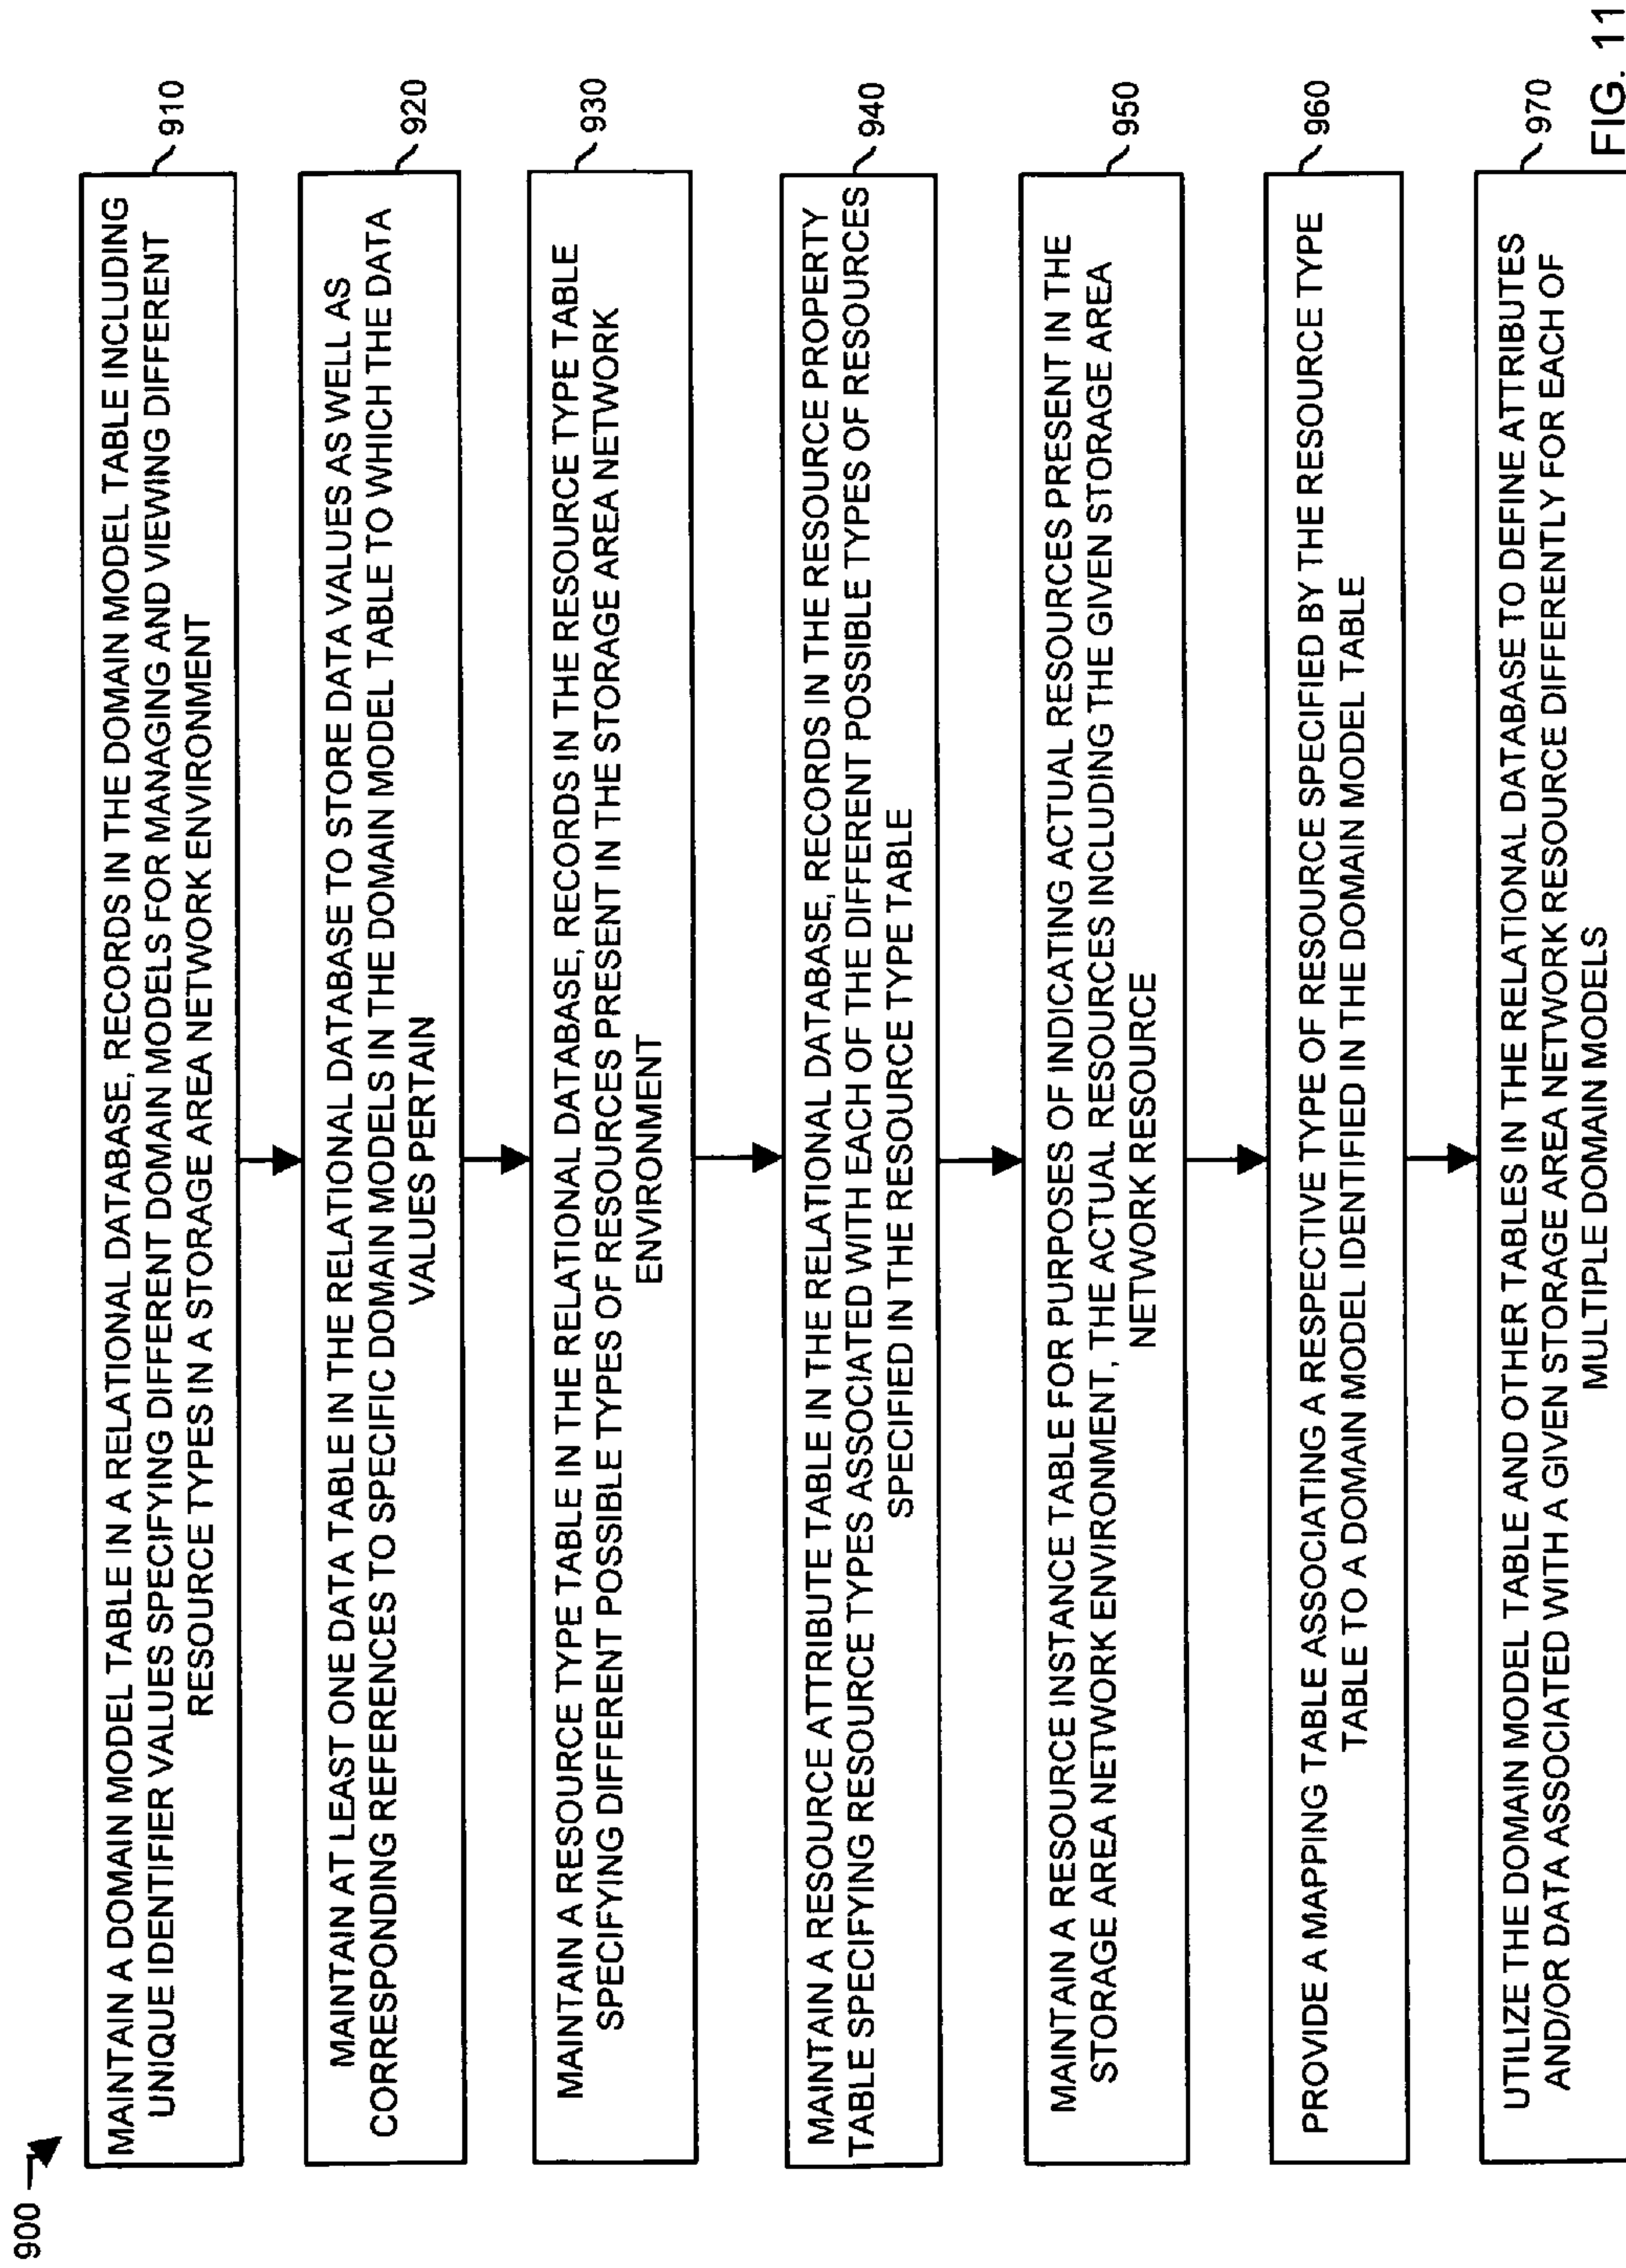 900
MAINTAIN A DOMAIN MODEL TABLE IN A RELATIONAL DATABASE, RECORDS IN THE DOMAIN MODEL TABLE INCLUDING
UNIQUE IDENTIFIER VALUES SPECIFYING DIFFERENT DOMAIN MODELS FOR MANAGING AND VIEWING DIFFERENT
RESOURCE TYPES IN A STORAGE AREA NETWORK ENVIRONMENT
910
MAINTAIN AT LEAST ONE DATA TABLE IN THE RELATIONAL DATABASE TO STORE DATA VALUES AS WELL AS
CORRESPONDING REFERENCES TO SPECIFIC DOMAIN MODELS IN THE DOMAIN MODEL TABLE TO WHICH THE DATA
VALUES PERTAIN
920
MAINTAIN A RESOURCE TYPE TABLE IN THE RELATIONAL DATABASE, RECORDS IN THE RESOURCE TYPE TABLE
SPECIFYING DIFFERENT POSSIBLE TYPES OF RESOURCES PRESENT IN THE STORAGE AREA NETWORK
ENVIRONMENT
930
MAINTAIN A RESOURCE ATTRIBUTE TABLE IN THE RELATIONAL DATABASE, RECORDS IN THE RESOURCE PROPERTY
TABLE SPECIFYING RESOURCE TYPES ASSOCIATED WITH EACH OF THE DIFFERENT POSSIBLE TYPES OF RESOURCES
SPECIFIED IN THE RESOURCE TYPE TABLE
940
MAINTAIN A RESOURCE INSTANCE TABLE FOR PURPOSES OF INDICATING ACTUAL RESOURCES PRESENT IN THE
STORAGE AREA NETWORK ENVIRONMENT, THE ACTUAL RESOURCES INCLUDING THE GIVEN STORAGE AREA
NETWORK RESOURCE
950
PROVIDE A MAPPING TABLE ASSOCIATING A RESPECTIVE TYPE OF RESOURCE SPECIFIED BY THE RESOURCE TYPE
TABLE TO A DOMAIN MODEL IDENTIFIED IN THE DOMAIN MODEL TABLE
960
UTILIZE THE DOMAIN MODEL TABLE AND OTHER TABLES IN THE RELATIONAL DATABASE TO DEFINE ATTRIBUTES
AND/OR DATA ASSOCIATED WITH A GIVEN STORAGE AREA NETWORK RESOURCE DIFFERENTLY FOR EACH OF
MULTIPLE DOMAIN MODELS
970
FIG. 11